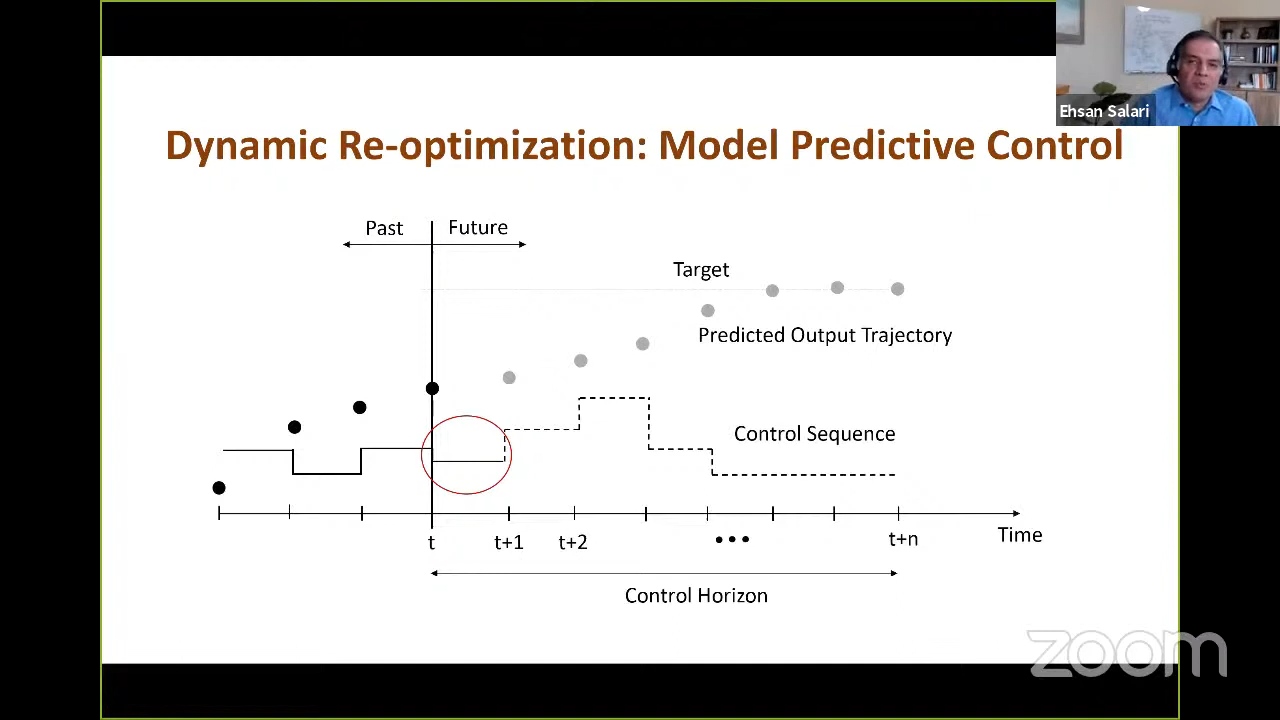 Ehsan Salari
Dynamic Re-optimization: Model Predictive Control
Past
Future
Target
Predicted Output Trajectory
Control Sequence
t
t+1
t+2
•••
t+n
Time
Control Horizon
zoom